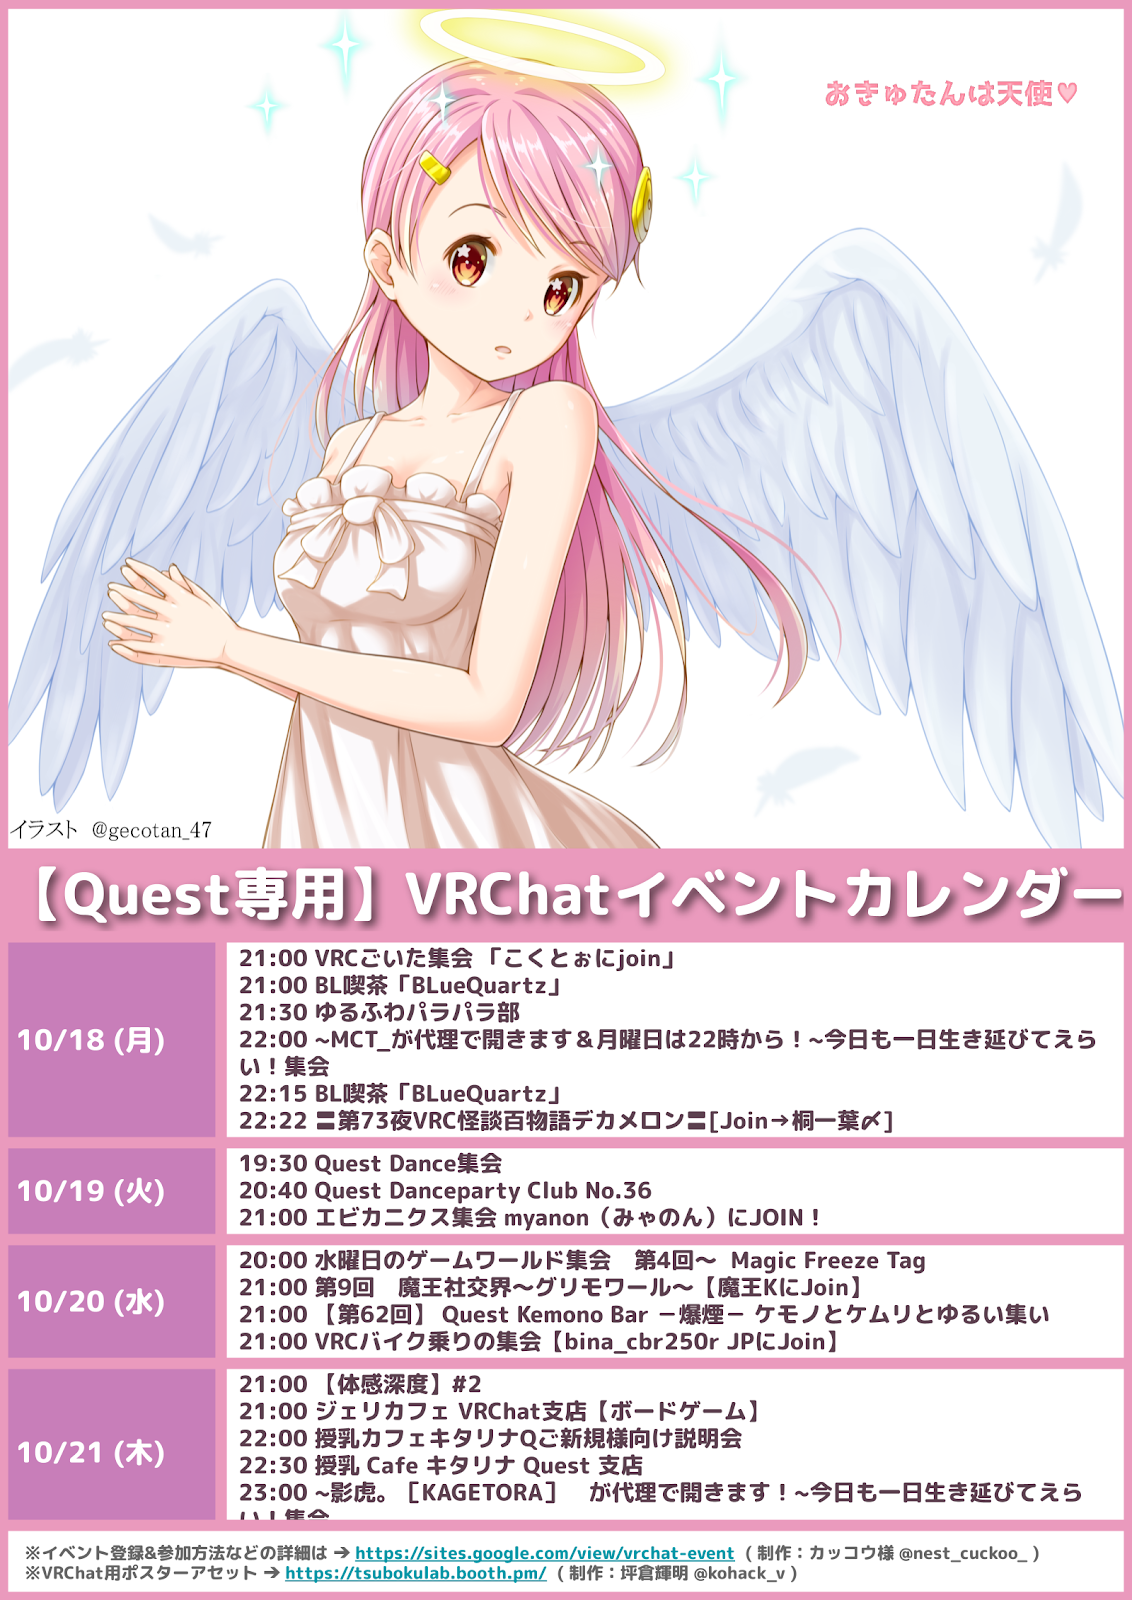 おきゅたんは天使♥
イラスト @gecotan_47
【Quest専用】VRChatイベントカレンダー
10/18 (月)
21:00 VRCごいた集会 「こくとぉにjoin」
21:00 BL喫茶「BLueQuartz」
21:30 ゆるふわパラパラ部
22:00 ~MCT_が代理で開きます＆月曜日は22時から！~今日も一日生き延びてえら
い！集会
22:15 BL喫茶「BLueQuartz」
22:22 〓第73夜VRC怪談百物語デカメロン〓[Join→桐一葉〆]
10/19 (火)
19:30 Quest Dance集会
20:40 Quest Danceparty Club No.36
21:00 エビカニクス集会 myanon（みゃのん）にJOIN！
10/20 (水)
20:00 水曜日のゲームワールド集会　第4回～ Magic Freeze Tag
21:00 第9回　魔王社交界～グリモワール～【魔王KにJoin】
21:00 【第62回】 Quest Kemono Bar －爆煙－ ケモノとケムリとゆるい集い
21:00 VRCバイク乗りの集会【bina_cbr250r JPにJoin】
10/21 (木)
21:00 【体感深度】#2
21:00 ジェリカフェ VRChat支店【ボードゲーム】
22:00 授乳カフェキタリナQご新規様向け説明会
22:30 授乳 Cafe キタリナ Quest 支店
23:00 ~影虎。［KAGETORA］　が代理で開きます！~今日も一日生き延びてえら
い！集会
※イベント登録&参加方法などの詳細は → https://sites.google.com/view/vrchat-event ( 制作：カッコウ様 @nest_cuckoo_ )
※VRChat用ポスターアセット → https://tsubokulab.booth.pm/ ( 制作：坪倉輝明 @kohack_v )